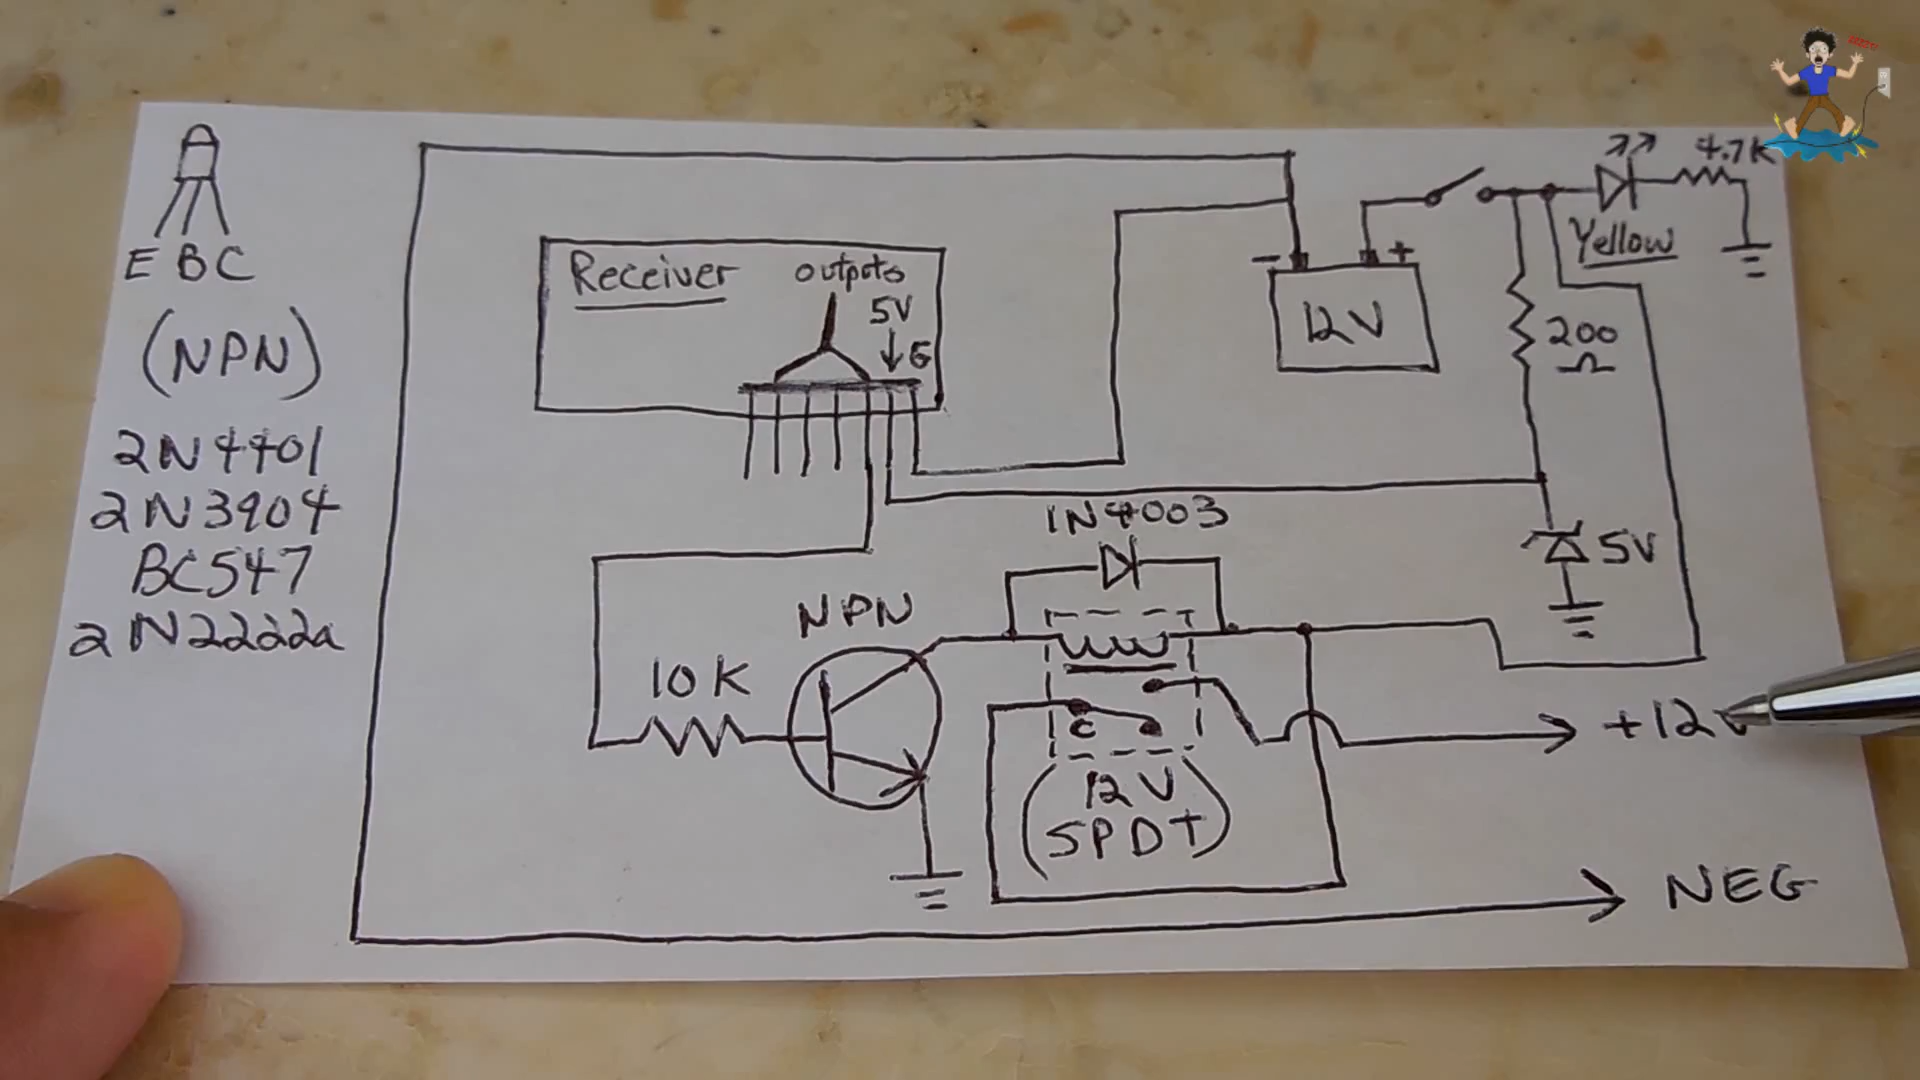 E B C
(NPN)
2N4401
2N3904
BC547
2N2222a
Receiver
outputs
5V
G
-
+
12V
4.7K
Yellow
200
Ω
5V
1N4003
NPN
10K
C
(12V
SPDT)
+12V
NEG